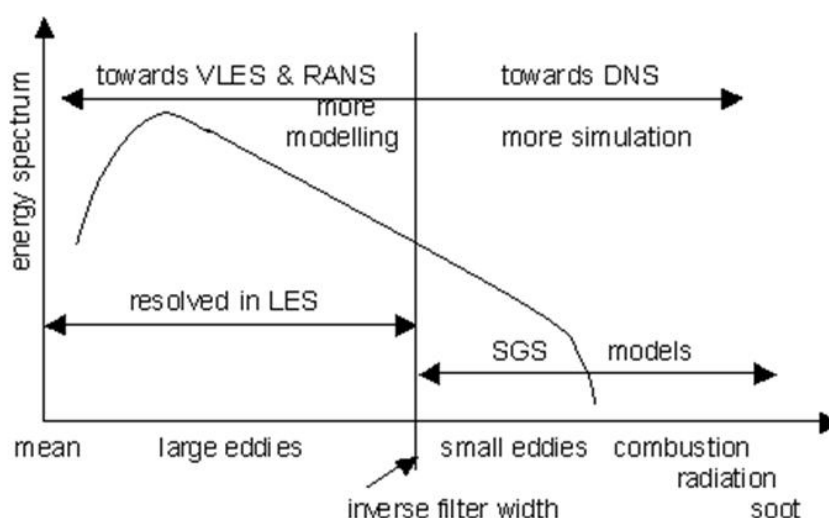 energy spectrum
towards VLES & RANS
more
modelling
towards DNS
more simulation
resolved in LES
SGS models
mean large eddies small eddies combustion
radiation
inverse filter width soot